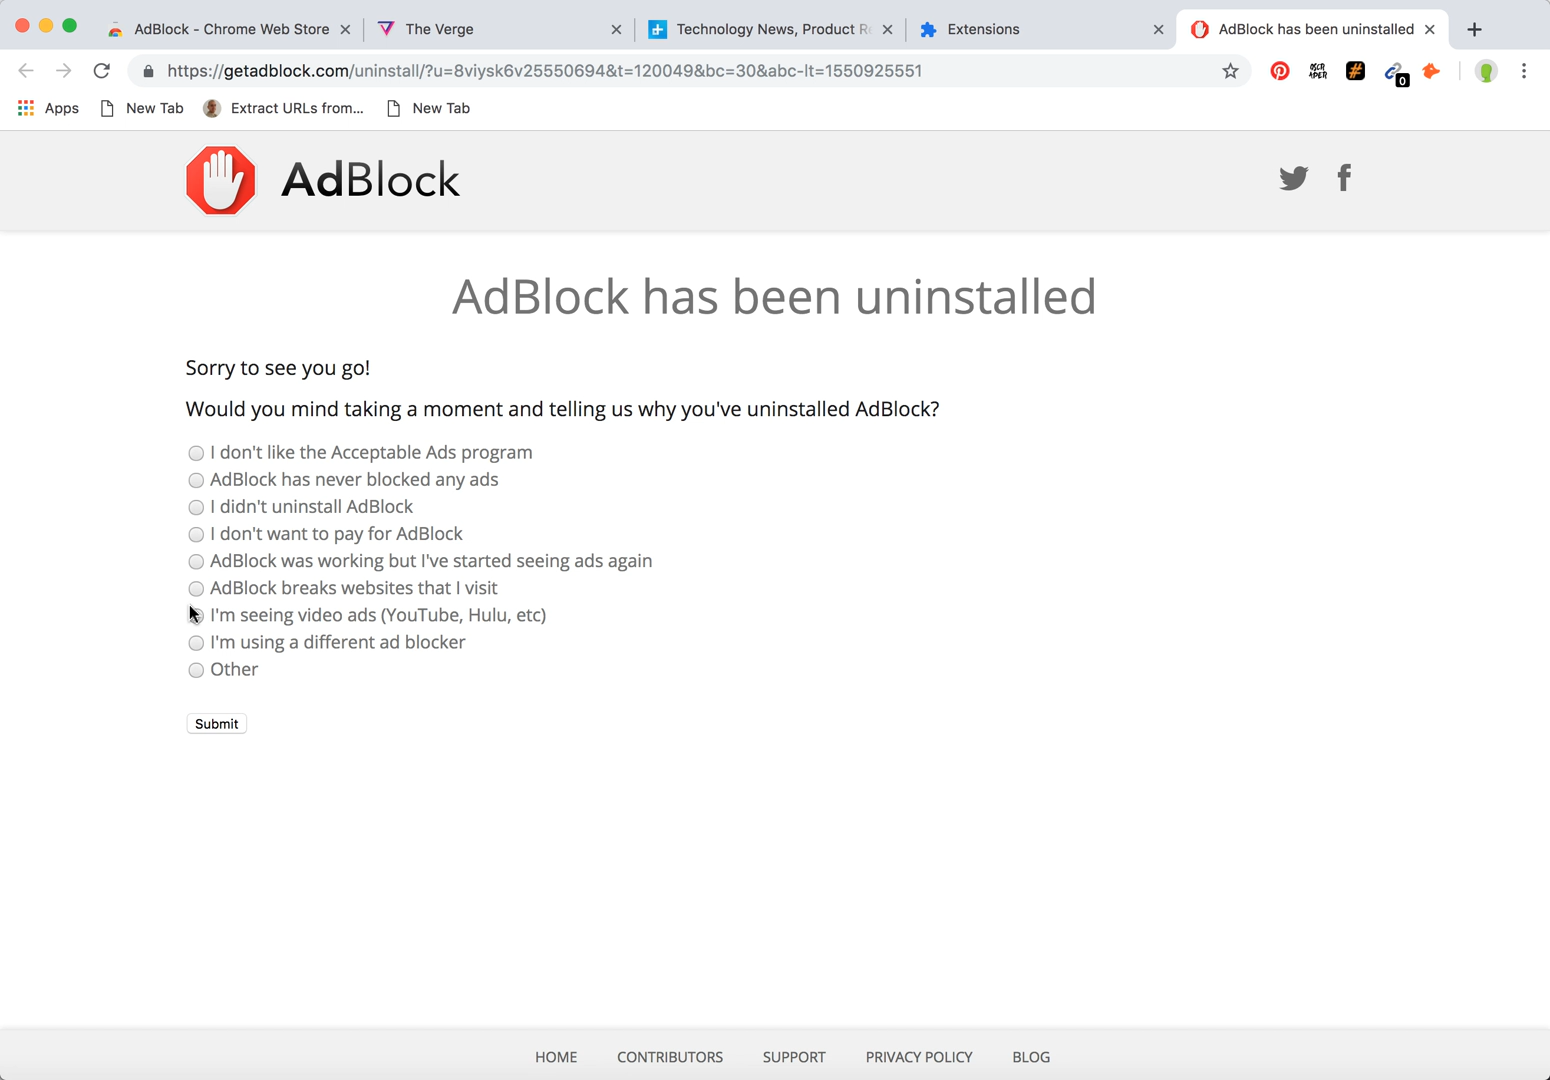 AdBlock - Chrome Web Store
The Verge
Technology News, Product Re
Extensions
AdBlock has been uninstalled
https://getadblock.com/uninstall/?u=8viysk6v25550694&t=120049&bc=30&abc-lt=1550925551
OSCR
APER
#
0
Apps
New Tab
Extract URLs from...
New Tab
AdBlock
AdBlock has been uninstalled
Sorry to see you go!
Would you mind taking a moment and telling us why you've uninstalled AdBlock?
I don't like the Acceptable Ads program
AdBlock has never blocked any ads
I didn't uninstall AdBlock
I don't want to pay for AdBlock
AdBlock was working but I've started seeing ads again
AdBlock breaks websites that I visit
I'm seeing video ads (YouTube, Hulu, etc)
I'm using a different ad blocker
Other
Submit
HOME CONTRIBUTORS SUPPORT PRIVACY POLICY BLOG